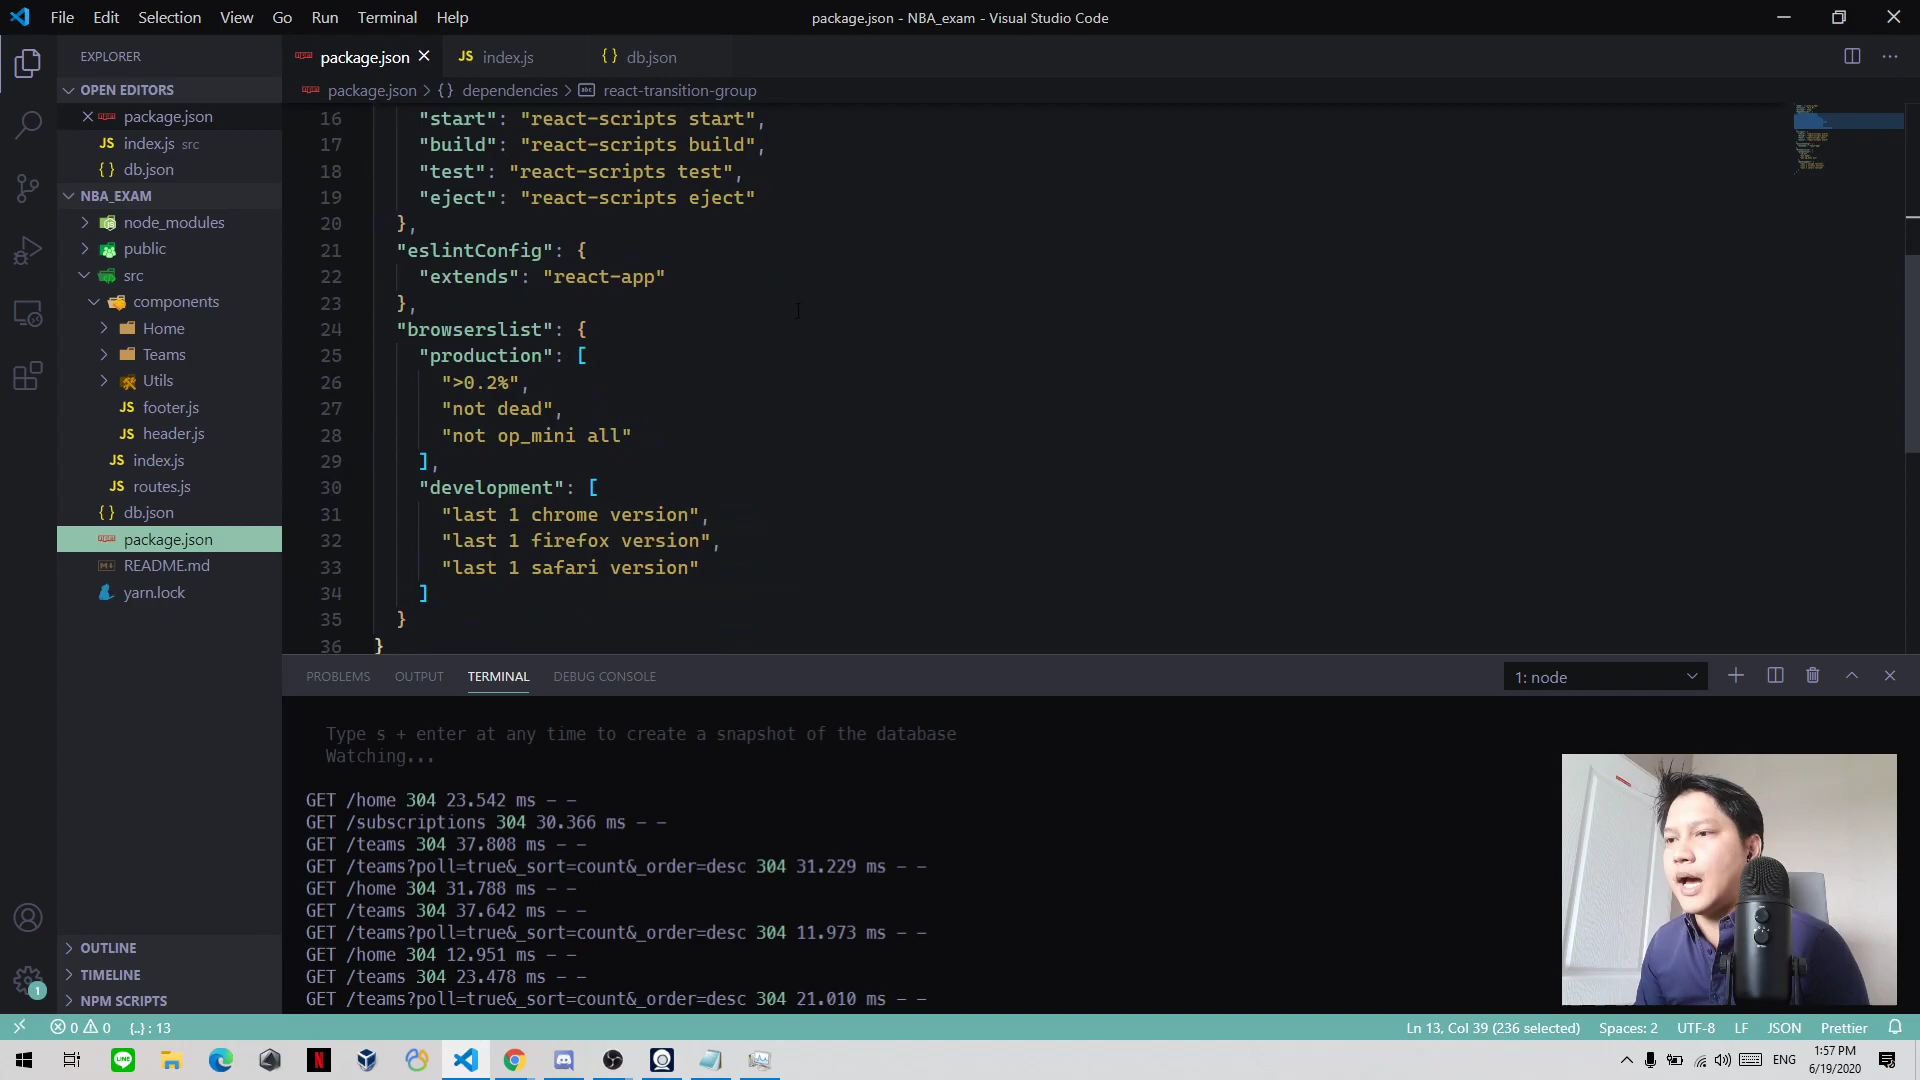 File Edit Selection View Go Run Terminal Help
package.json - NBA_exam - Visual Studio Code
EXPLORER
OPEN EDITORS
package.json
JS index.js src
{} db.json
NBA_EXAM
node_modules
public
src
components
Home
Teams
Utils
JS footer.js
JS header.js
JS index.js
JS routes.js
{} db.json
package.json
README.md
yarn.lock
OUTLINE
TIMELINE
NPM SCRIPTS
1
package.json
JS index.js
{} db.json
package.json > {} dependencies > react-transition-group
16 "start": "react-scripts start",
17 "build": "react-scripts build",
18 "test": "react-scripts test",
19 "eject": "react-scripts eject"
20 },
21 "eslintConfig": {
22 "extends": "react-app"
23 },
24 "browserslist": {
25 "production": [
26 ">0.2%",
27 "not dead",
28 "not op_mini all"
29 ],
30 "development": [
31 "last 1 chrome version",
32 "last 1 firefox version",
33 "last 1 safari version"
34 ]
35 }
36 }
PROBLEMS OUTPUT TERMINAL DEBUG CONSOLE
1: node
Type s + enter at any time to create a snapshot of the database
Watching...
GET /home 304 23.542 ms - -
GET /subscriptions 304 30.366 ms - -
GET /teams 304 37.808 ms - -
GET /teams?poll=true&_sort=count&_order=desc 304 31.229 ms - -
GET /home 304 31.788 ms - -
GET /teams 304 37.642 ms - -
GET /teams?poll=true&_sort=count&_order=desc 304 11.973 ms - -
GET /home 304 12.951 ms - -
GET /teams 304 23.478 ms - -
GET /teams?poll=true&_sort=count&_order=desc 304 21.010 ms - -
0 0 {..} : 13
Ln 13, Col 39 (236 selected) Spaces: 2 UTF-8 LF JSON Prettier
LINE
N
ENG
1:57 PM
6/19/2020